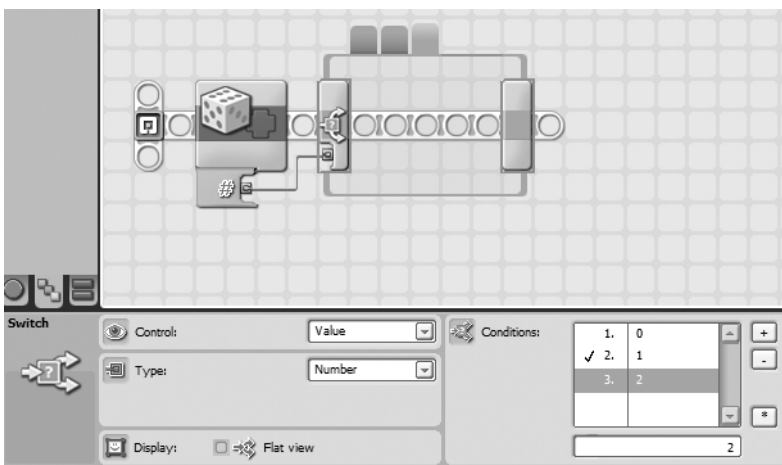 #
Switch
Control:
Value
Type:
Number
Display:
Flat view
Conditions:
1. 0
✓ 2. 1
3. 2
+
-
*
2